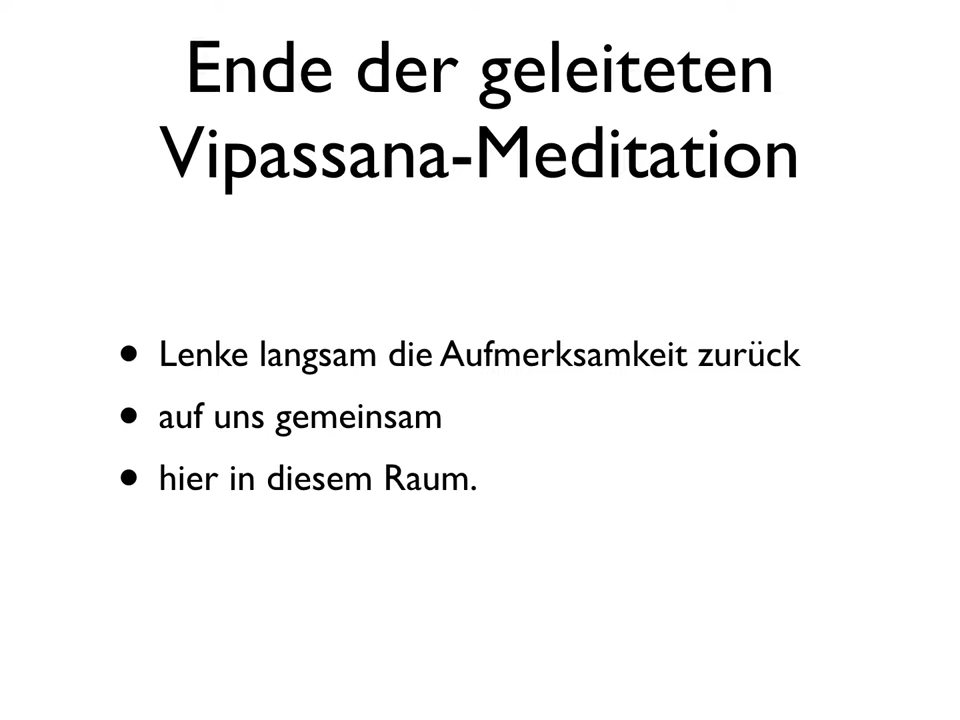 Ende der geleiteten
Vipassana-Meditation
• Lenke langsam die Aufmerksamkeit zurück
• auf uns gemeinsam
• hier in diesem Raum.